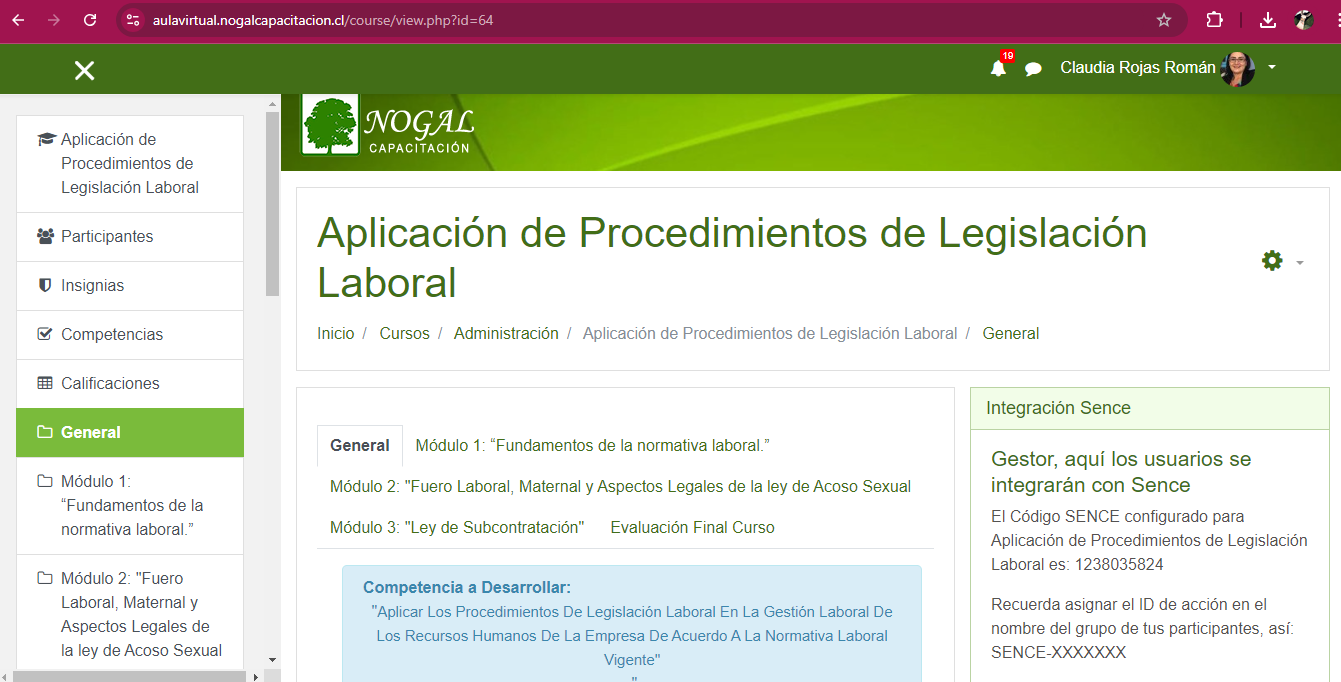 aulavirtual.nogalcapacitacion.cl/course/view.php?id=64
19
Claudia Rojas Román
Aplicación de
Procedimientos de
Legislación Laboral
Participantes
Insignias
Competencias
Calificaciones
General
Módulo 1:
“Fundamentos de la
normativa laboral.”
Módulo 2: "Fuero
Laboral, Maternal y
Aspectos Legales de
la ley de Acoso Sexual
NOGAL
CAPACITACIÓN
Aplicación de Procedimientos de Legislación
Laboral
Inicio / Cursos / Administración / Aplicación de Procedimientos de Legislación Laboral / General
General Módulo 1: “Fundamentos de la normativa laboral.”
Módulo 2: "Fuero Laboral, Maternal y Aspectos Legales de la ley de Acoso Sexual
Módulo 3: "Ley de Subcontratación" Evaluación Final Curso
Competencia a Desarrollar:
"Aplicar Los Procedimientos De Legislación Laboral En La Gestión Laboral De
Los Recursos Humanos De La Empresa De Acuerdo A La Normativa Laboral
Vigente"
"
Integración Sence
Gestor, aquí los usuarios se
integrarán con Sence
El Código SENCE configurado para
Aplicación de Procedimientos de Legislación
Laboral es: 1238035824
Recuerda asignar el ID de acción en el
nombre del grupo de tus participantes, así:
SENCE-XXXXXXX